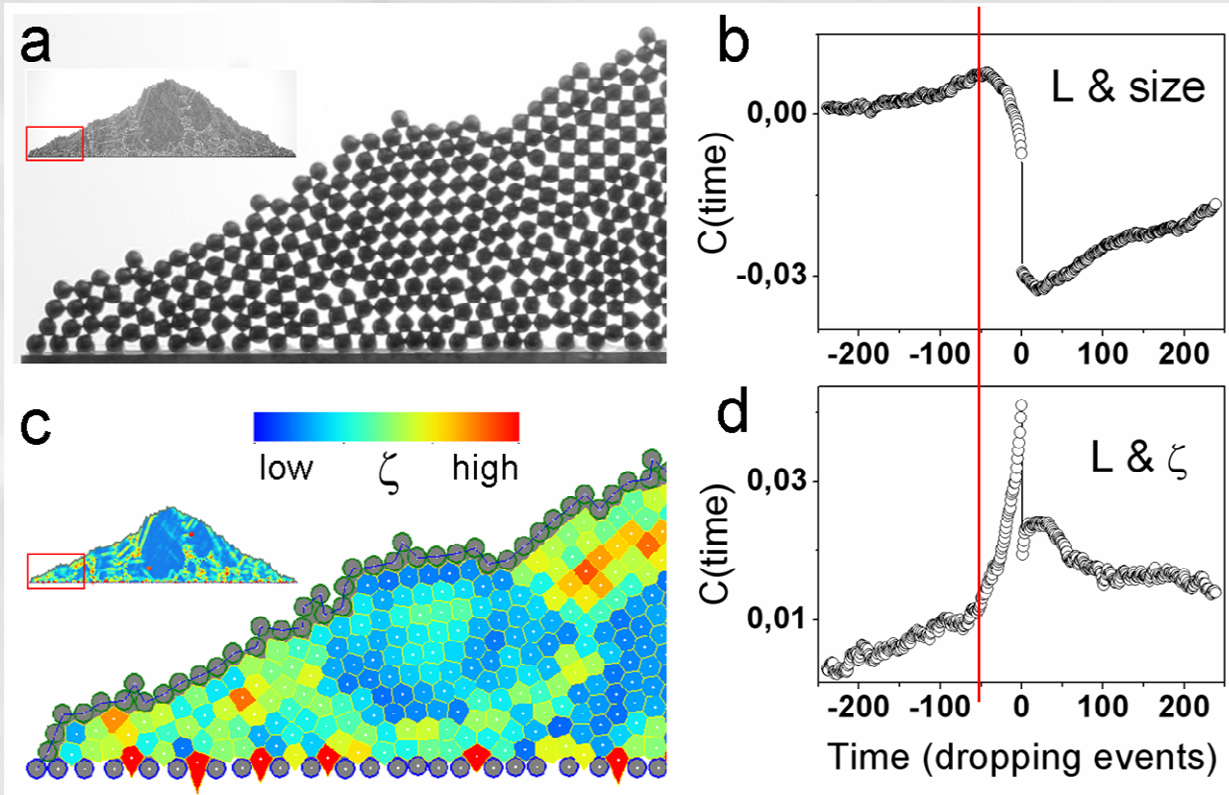 a
b
L & size
C(time)
0,00
-0,03
-200 -100 0 100 200
c
low ζ high
d
L & ζ
C(time)
0,03
0,01
-200 -100 0 100 200
Time (dropping events)